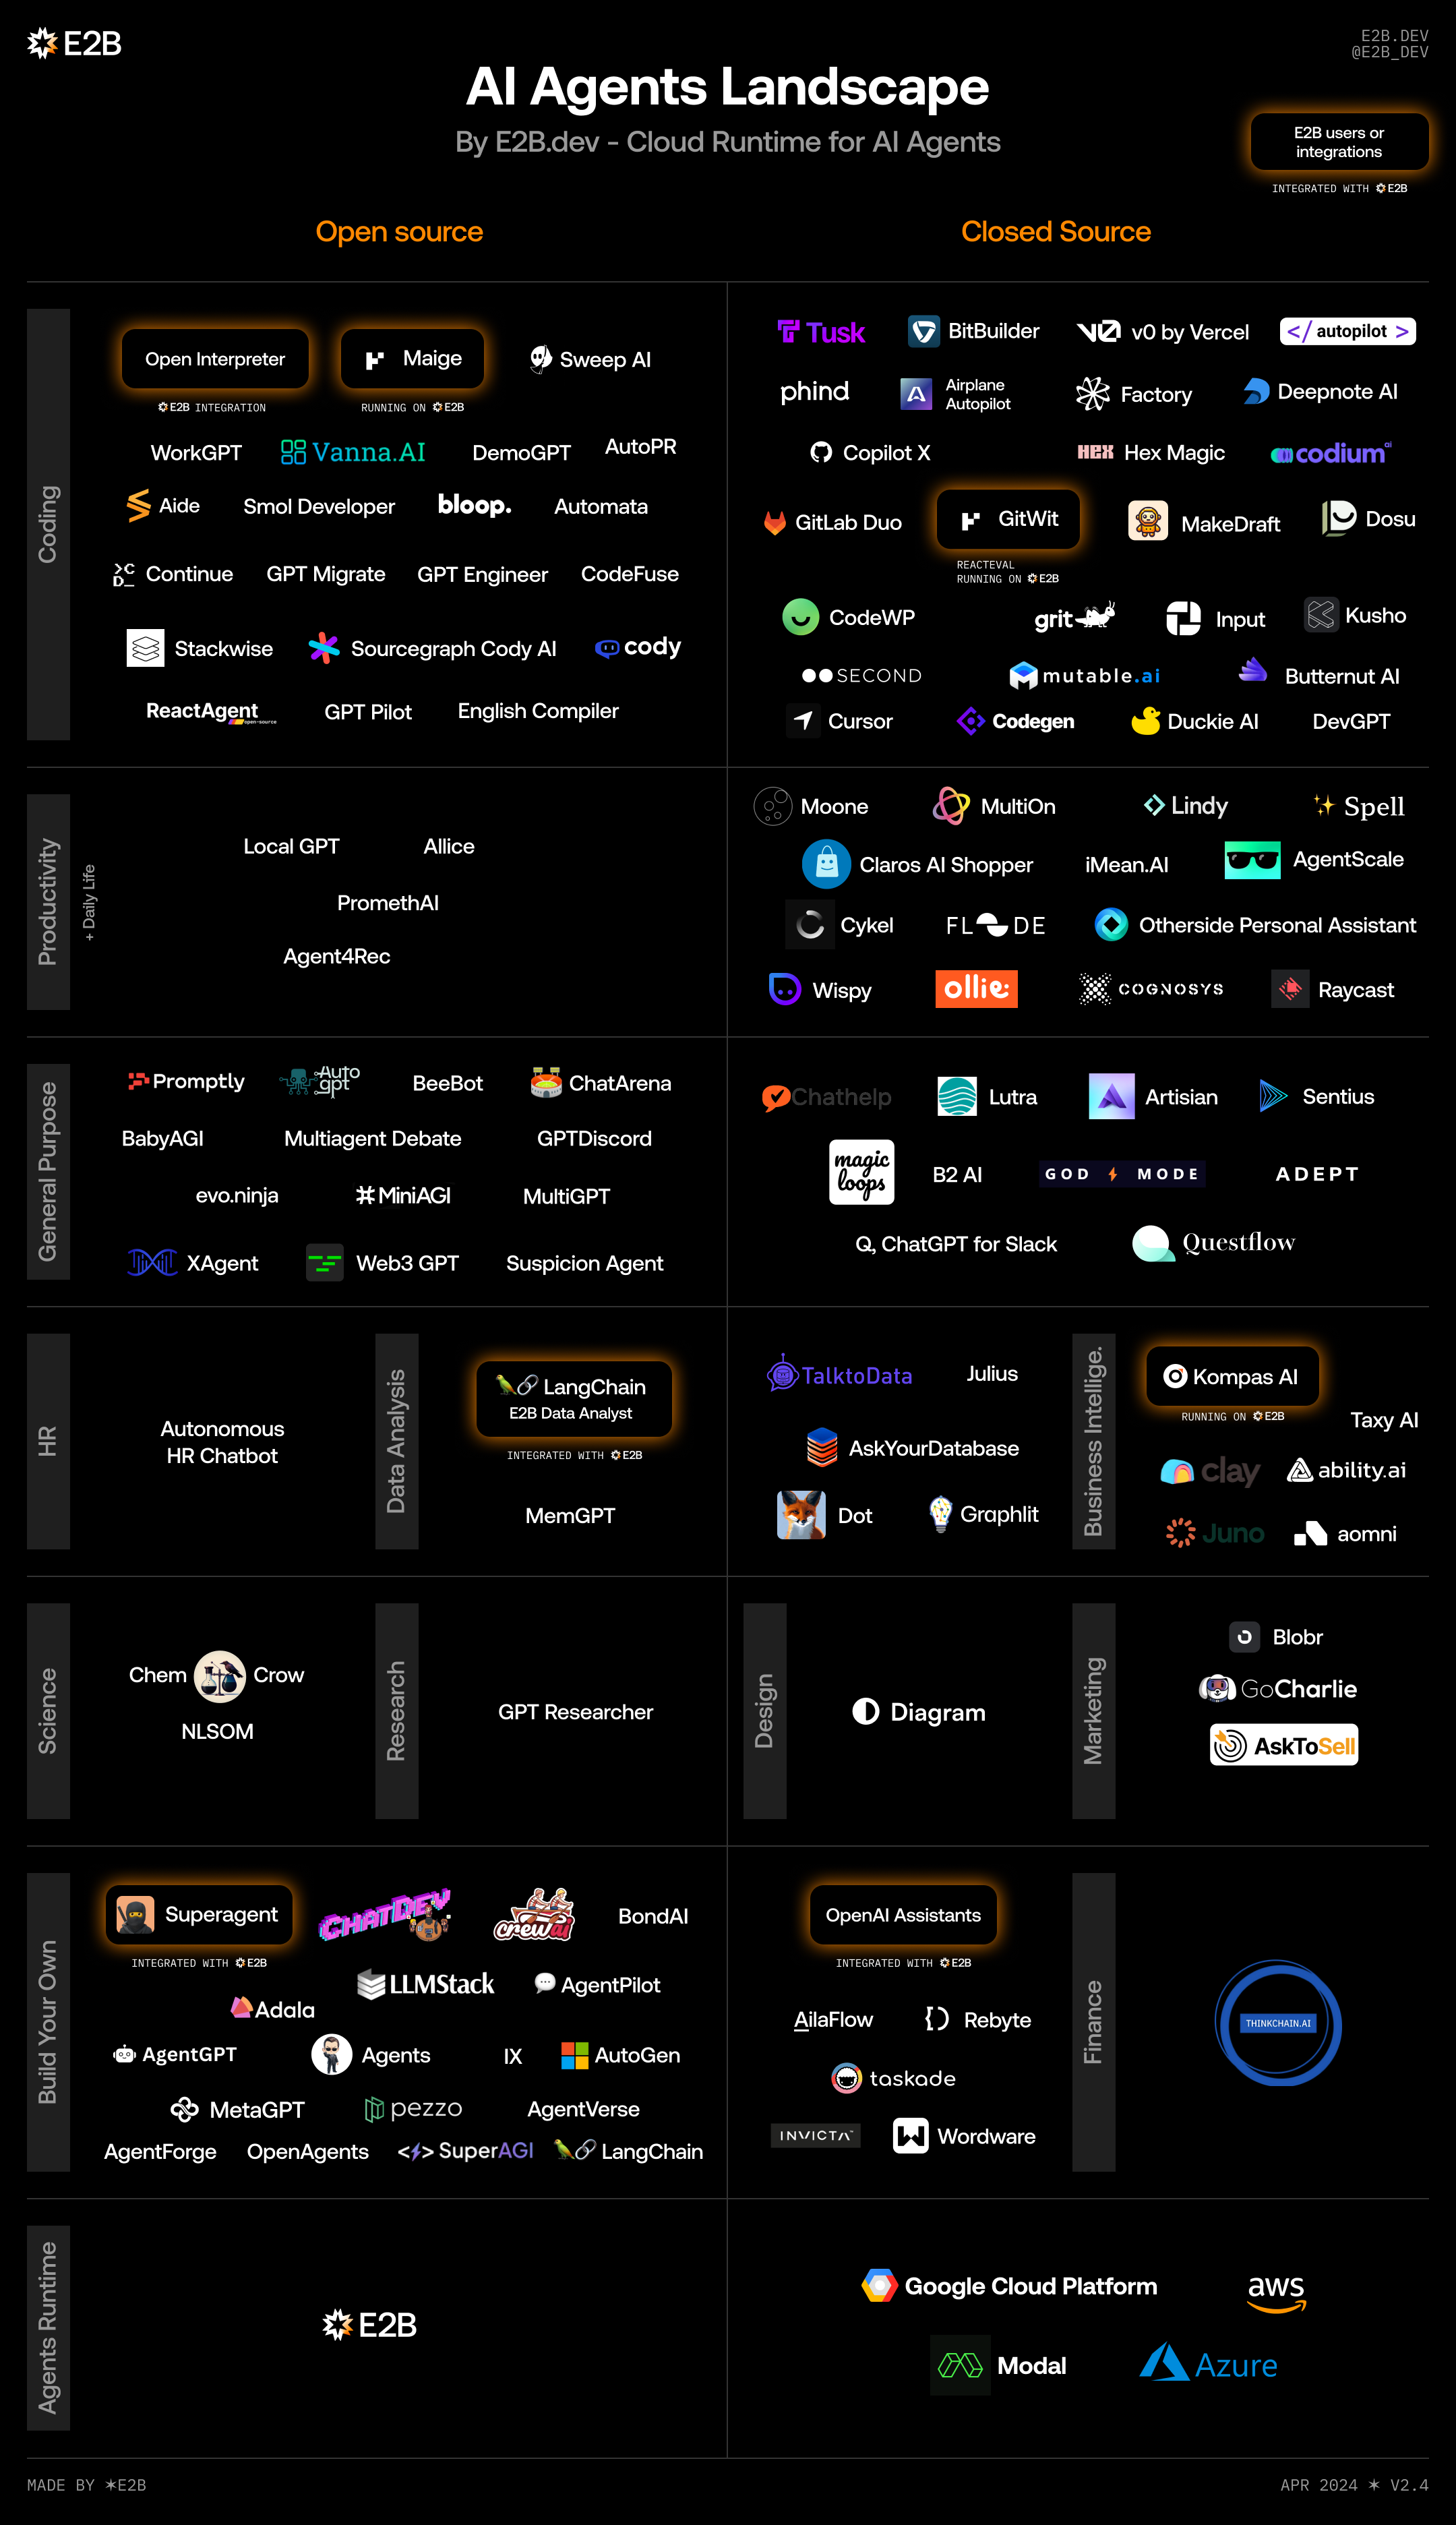 E2B
E2B.DEV
@E2B_DEV
AI Agents Landscape
By E2B.dev - Cloud Runtime for AI Agents
E2B users or
integrations
INTEGRATED WITH E2B
Open source
Closed Source
Coding
Open Interpreter
E2B INTEGRATION
Maige
RUNNING ON E2B
Sweep AI
WorkGPT
Vanna.AI
DemoGPT
AutoPR
Aide
Smol Developer
bloop.
Automata
Continue
GPT Migrate
GPT Engineer
CodeFuse
Stackwise
Sourcegraph Cody AI
cody
ReactAgent
open-source
GPT Pilot
English Compiler
Tusk
BitBuilder
v0 by Vercel
</ autopilot >
phind
Airplane
Autopilot
Factory
Deepnote AI
Copilot X
HEX
Hex Magic
codium ai
GitLab Duo
GitWit
REACTEVAL
RUNNING ON E2B
MakeDraft
Dosu
CodeWP
grit
Input
Kusho
SECOND
mutable.ai
Butternut AI
Cursor
Codegen
Duckie AI
DevGPT
Productivity
+ Daily Life
Local GPT
Allice
PromethAI
Agent4Rec
Moone
MultiOn
Lindy
Spell
Claros AI Shopper
iMean.AI
AgentScale
Cykel
FLODE
Otherside Personal Assistant
Wispy
ollie:
COGNOSYS
Raycast
General Purpose
Promptly
Auto
gpt
BeeBot
ChatArena
BabyAGI
Multiagent Debate
GPTDiscord
evo.ninja
MiniAGI
MultiGPT
XAgent
Web3 GPT
Suspicion Agent
Chathelp
Lutra
Artisian
Sentius
magic
loops
B2 AI
GOD MODE
ADEPT
Q, ChatGPT for Slack
Questflow
HR
Autonomous
HR Chatbot
Data Analysis
LangChain
E2B Data Analyst
INTEGRATED WITH E2B
MemGPT
TalktoData
Julius
AskYourDatabase
Dot
Graphlit
Business Intellige.
Kompas AI
RUNNING ON E2B
Taxy AI
clay
ability.ai
Juno
aomni
Science
Chem Crow
NLSOM
Research
GPT Researcher
Design
Diagram
Marketing
Blobr
GoCharlie
AskToSell
Build Your Own
Superagent
INTEGRATED WITH E2B
CHATDEV
crewai
BondAI
LLMStack
AgentPilot
Adala
AgentGPT
Agents
IX
AutoGen
MetaGPT
pezzo
AgentVerse
AgentForge
OpenAgents
SuperAGI
LangChain
OpenAI Assistants
INTEGRATED WITH E2B
AilaFlow
Rebyte
taskade
INVICTA
Wordware
Finance
THINKCHAIN.AI
Agents Runtime
E2B
Google Cloud Platform
aws
Modal
Azure
MADE BY ✶E2B
APR 2024 ✶ V2.4